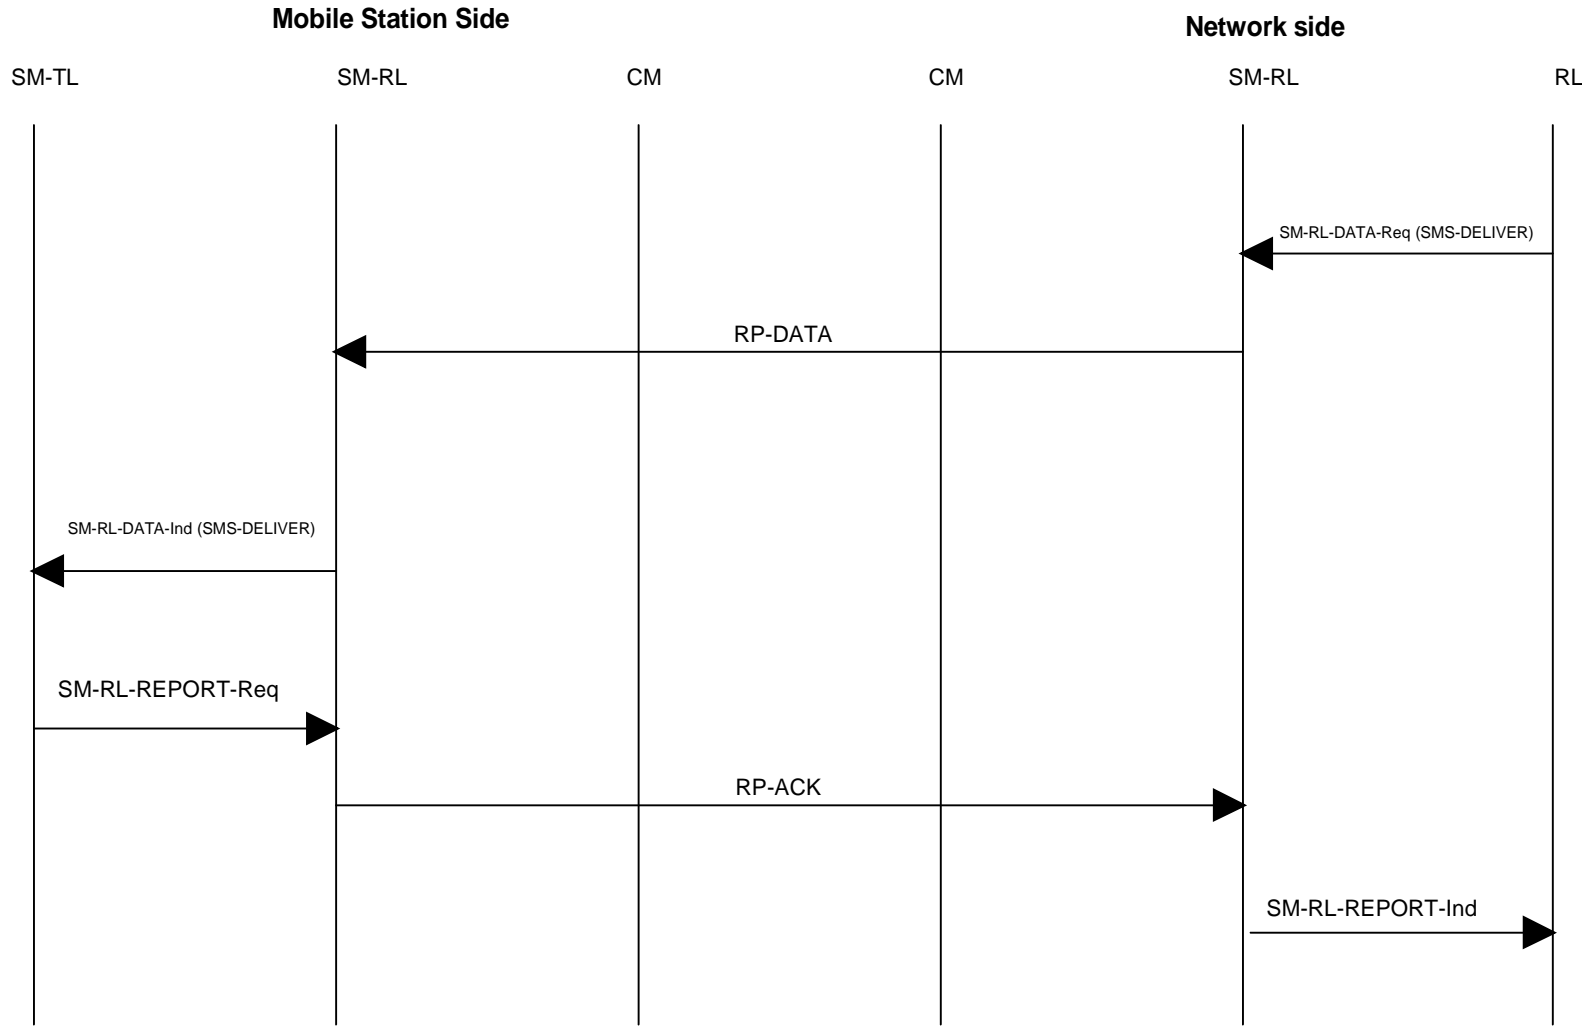 Mobile Station Side
Network side
SM-TL
SM-RL
CM
CM
SM-RL
RL
SM-RL-DATA-Req (SMS-DELIVER)
RP-DATA
SM-RL-DATA-Ind (SMS-DELIVER)
SM-RL-REPORT-Req
RP-ACK
SM-RL-REPORT-Ind